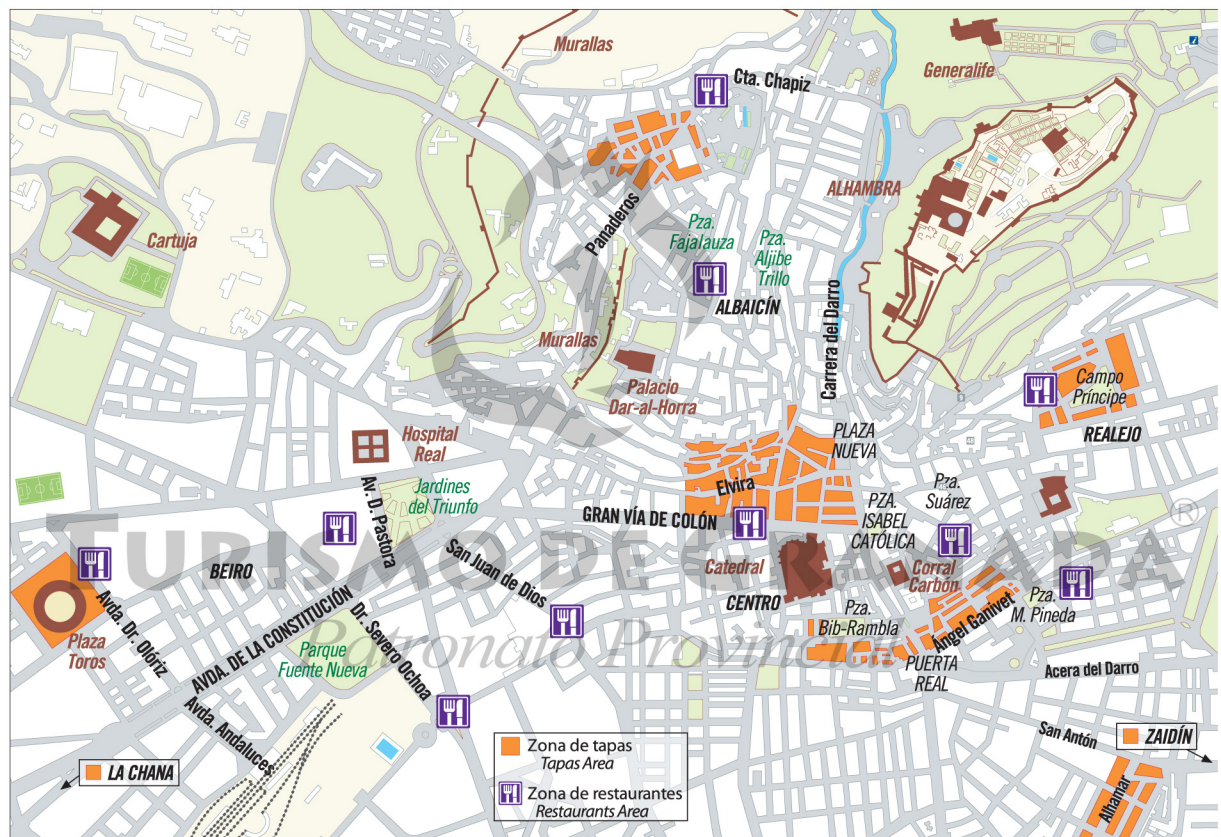 Murallas
Cta. Chapiz
Generalife
i
ALHAMBRA
Cartuja
Panaderos
Pza.
Fajalauza
Pza.
Aljibe
Trillo
ALBAICÍN
Carrera del Darro
Murallas
Palacio
Dar-al-Horra
Campo
Príncipe
REALEJO
Hospital
Real
PLAZA
NUEVA
Elvira
Jardines
del Triunfo
Av. D. Pastora
GRAN VÍA DE COLÓN
PZA.
ISABEL
CATÓLICA
Pza.
Suárez
TURISMO DE GRANADA®
San Juan de Dios
Catedral
CENTRO
Corral
Carbón
BEIRO
Plaza
Toros
Avda. Dr. Olóriz
AVDA. DE LA CONSTITUCIÓN
Dr. Severo Ochoa
Parque
Fuente Nueva
Patronato Provincial
Pza.
Bib-Rambla
Ángel Ganivet
Pza.
M. Pineda
PUERTA
REAL
Acera del Darro
Avda. Andaluces
San Antón
ZAIDÍN
LA CHANA
Alhamar
Zona de tapas
Tapas Area
Zona de restaurantes
Restaurants Area